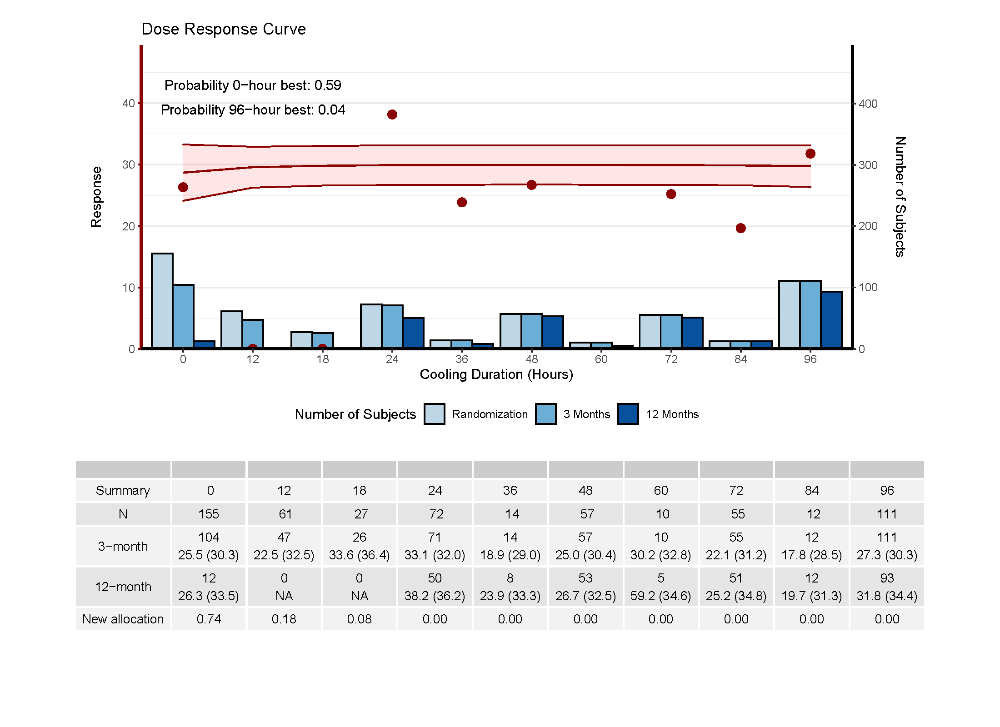 Dose Response Curve
Probability 0−hour best: 0.59
Probability 96−hour best: 0.04
Response
40
30
20
10
0
Number of Subjects
400
300
200
100
0
0 12 18 24 36 48 60 72 84 96
Cooling Duration (Hours)
Number of Subjects Randomization 3 Months 12 Months
Summary 0 12 18 24 36 48 60 72 84 96
N 155 61 27 72 14 57 10 55 12 111
3−month
104 47 26 71 14 57 10 55 12 111
25.5 (30.3) 22.5 (32.5) 33.6 (36.4) 33.1 (32.0) 18.9 (29.0) 25.0 (30.4) 30.2 (32.8) 22.1 (31.2) 17.8 (28.5) 27.3 (30.3)
12−month
12 0 0 50 8 53 5 51 12 93
26.3 (33.5) NA NA 38.2 (36.2) 23.9 (33.3) 26.7 (32.5) 59.2 (34.6) 25.2 (34.8) 19.7 (31.3) 31.8 (34.4)
New allocation 0.74 0.18 0.08 0.00 0.00 0.00 0.00 0.00 0.00 0.00